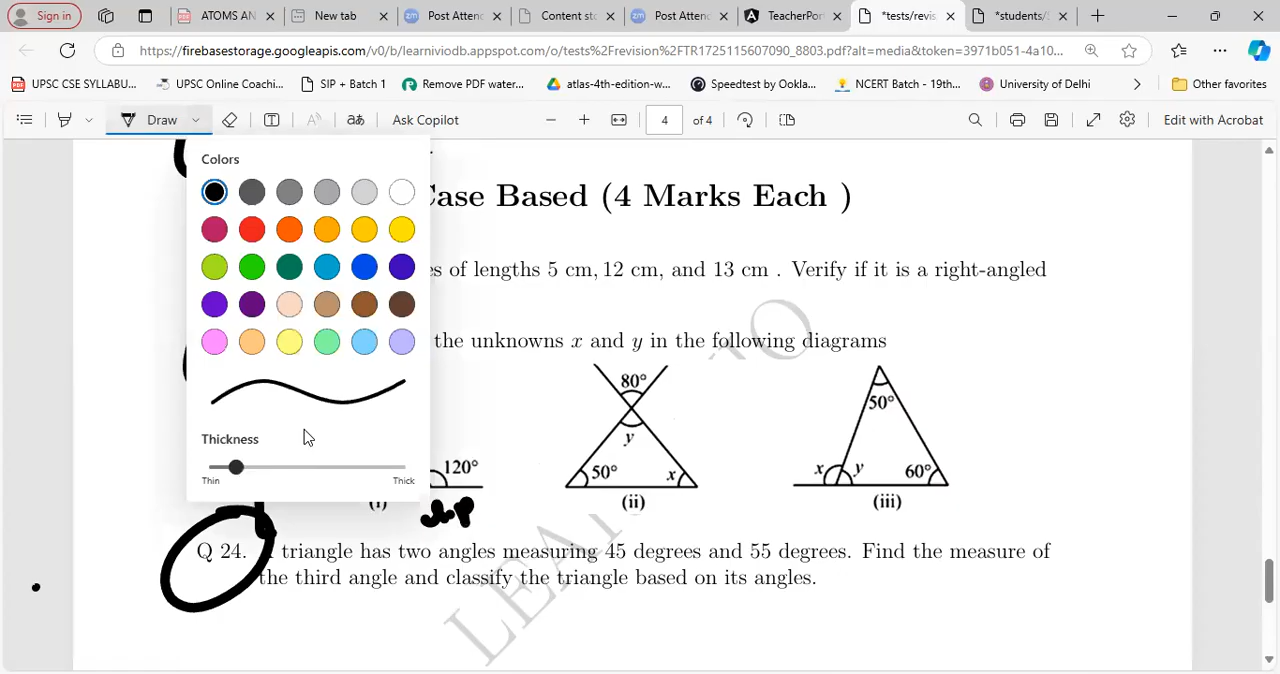 Sign in
ATOMS AN
New tab
Post Atten
Content st
Post Atten
TeacherPor
*tests/revis
*students/
https://firebasestorage.googleapis.com/v0/b/learniviodb.appspot.com/o/tests%2Frevision%2FTR1725115607090_8803.pdf?alt=media&token=3971b051-4a10...
UPSC CSE SYLLABU...
UPSC Online Coachi...
SIP + Batch 1
Remove PDF water...
atlas-4th-edition-w...
Speedtest by Ookla...
NCERT Batch - 19th...
University of Delhi
Other favorites
Draw
Ask Copilot
4
of 4
Edit with Acrobat
Colors
Case Based (4 Marks Each )
es of lengths 5 cm, 12 cm, and 13 cm . Verify if it is a right-angled
the unknowns x and y in the following diagrams
80°
50°
y
Thickness
120°
50°
x
x
y
60°
Thin
Thick
(i)
(ii)
(iii)
Q 24. triangle has two angles measuring 45 degrees and 55 degrees. Find the measure of
the third angle and classify the triangle based on its angles.